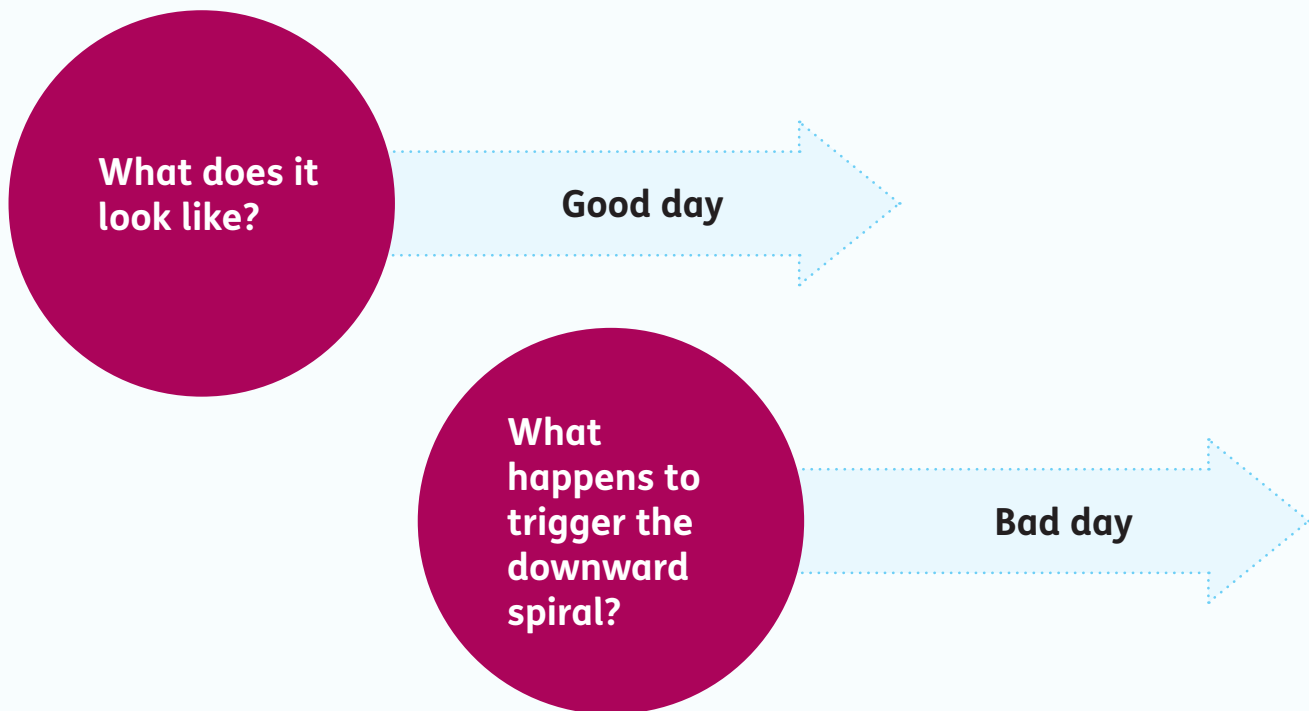 What does it
look like?
Good day
What
happens to
trigger the
downward
spiral?
Bad day